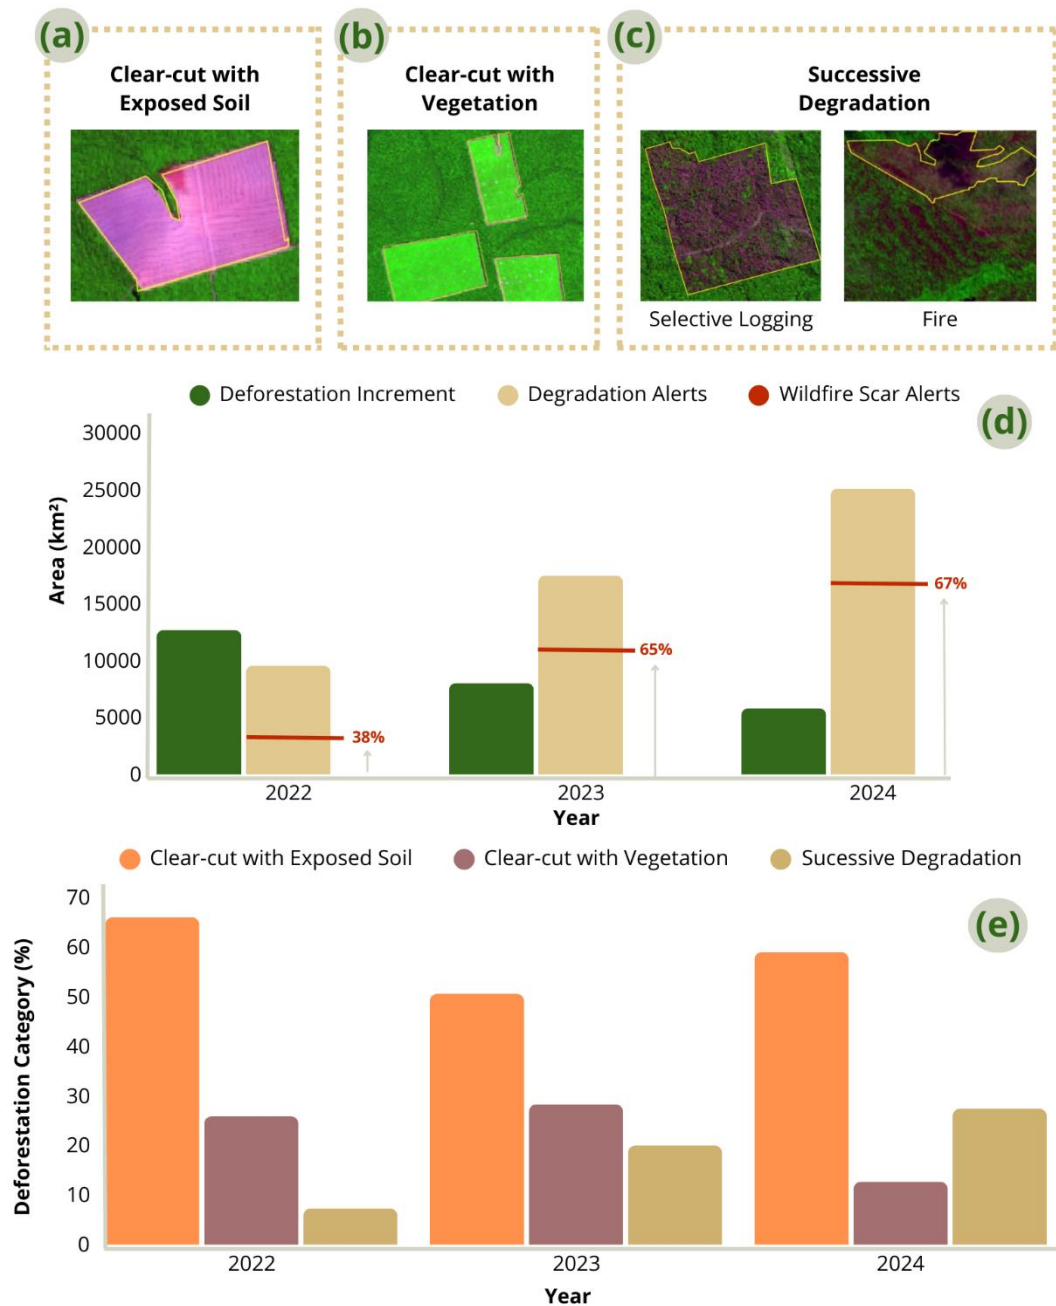 (a)
Clear-cut with
Exposed Soil
(b)
Clear-cut with
Vegetation
(c)
Successive
Degradation
Selective Logging
Fire
Deforestation Increment
Degradation Alerts
Wildfire Scar Alerts
(d)
Area (km²)
30000
25000
20000
15000
10000
5000
0
38%
65%
67%
2022
2023
2024
Year
Clear-cut with Exposed Soil
Clear-cut with Vegetation
Sucessive Degradation
(e)
Deforestation Category (%)
70
60
50
40
30
20
10
0
2022
2023
2024
Year